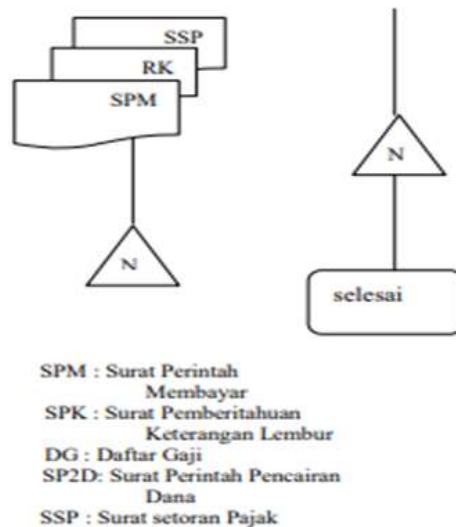 SSP
RK
SPM
N
N
selesai
SPM : Surat Perintah
Membayar
SPK : Surat Pemberitahuan
Keterangan Lembur
DG : Daftar Gaji
SP2D: Surat Perintah Pencairan
Dana
SSP : Surat setoran Pajak